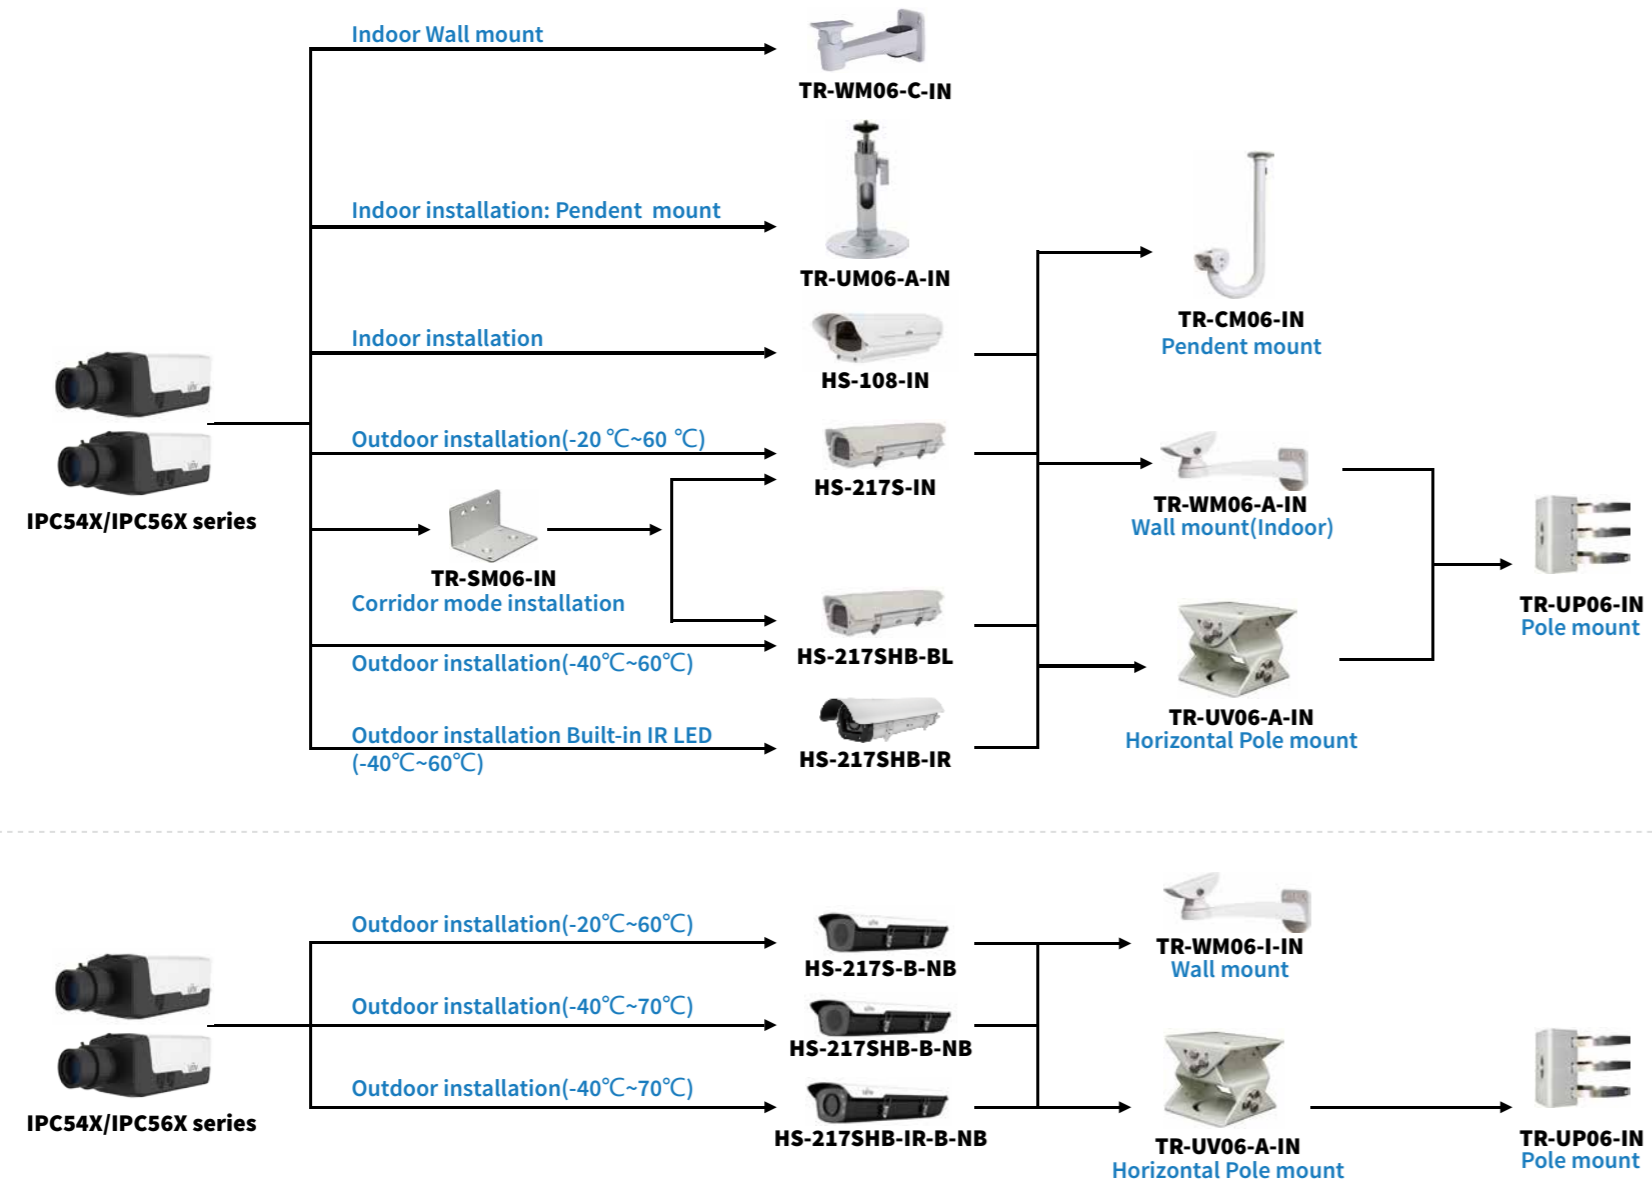 Indoor Wall mount
TR-WM06-C-IN
Indoor installation: Pendent  mount
TR-UM06-A-IN
TR-CM06-IN
Pendent mount
Indoor installation
HS-108-IN
IPC54X/IPC56X series
Outdoor installation(-20 ℃~60 ℃)
HS-217S-IN
TR-WM06-A-IN
Wall mount(Indoor)
TR-SM06-IN
Corridor mode installation
TR-UP06-IN
Pole mount
Outdoor installation(-40℃~60℃)
HS-217SHB-BL
TR-UV06-A-IN
Horizontal Pole mount
Outdoor installation Built-in IR LED
(-40℃~60℃)
HS-217SHB-IR
Outdoor installation(-20℃~60℃)
HS-217S-B-NB
TR-WM06-I-IN
Wall mount
Outdoor installation(-40℃~70℃)
HS-217SHB-B-NB
IPC54X/IPC56X series
Outdoor installation(-40℃~70℃)
HS-217SHB-IR-B-NB
TR-UV06-A-IN
Horizontal Pole mount
TR-UP06-IN
Pole mount